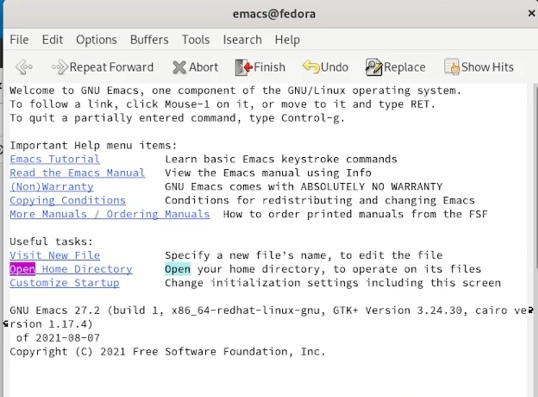 emacs@fedora
File Edit Options Buffers Tools Isearch Help
Repeat Forward Abort Finish Undo Replace Show Hits
Welcome to GNU Emacs, one component of the GNU/Linux operating system.
To follow a link, click Mouse-1 on it, or move to it and type RET.
To quit a partially entered command, type Control-g.
Important Help menu items:
Emacs Tutorial Learn basic Emacs keystroke commands
Read the Emacs Manual View the Emacs manual using Info
(Non)Warranty GNU Emacs comes with ABSOLUTELY NO WARRANTY
Copying Conditions Conditions for redistributing and changing Emacs
More Manuals / Ordering Manuals How to order printed manuals from the FSF
Useful tasks:
Visit New File Specify a new file's name, to edit the file
Open Home Directory Open your home directory, to operate on its files
Customize Startup Change initialization settings including this screen
GNU Emacs 27.2 (build 1, x86_64-redhat-linux-gnu, GTK+ Version 3.24.30, cairo ve
rsion 1.17.4)
of 2021-08-07
Copyright (C) 2021 Free Software Foundation, Inc.